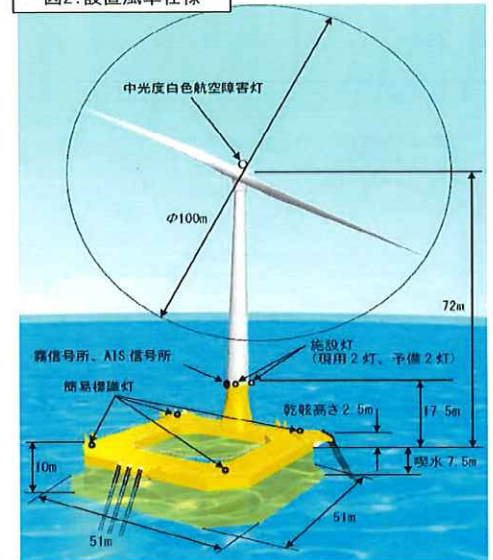 図2.設置風車仕様
中光度白色航空障害灯
Φ100m
72m
霧信号所、AIS信号所
施設灯
(現用2灯、予備2灯)
簡易標識灯
乾舷高さ2.5m
17.5m
10m
喫水7.5m
51m
51m